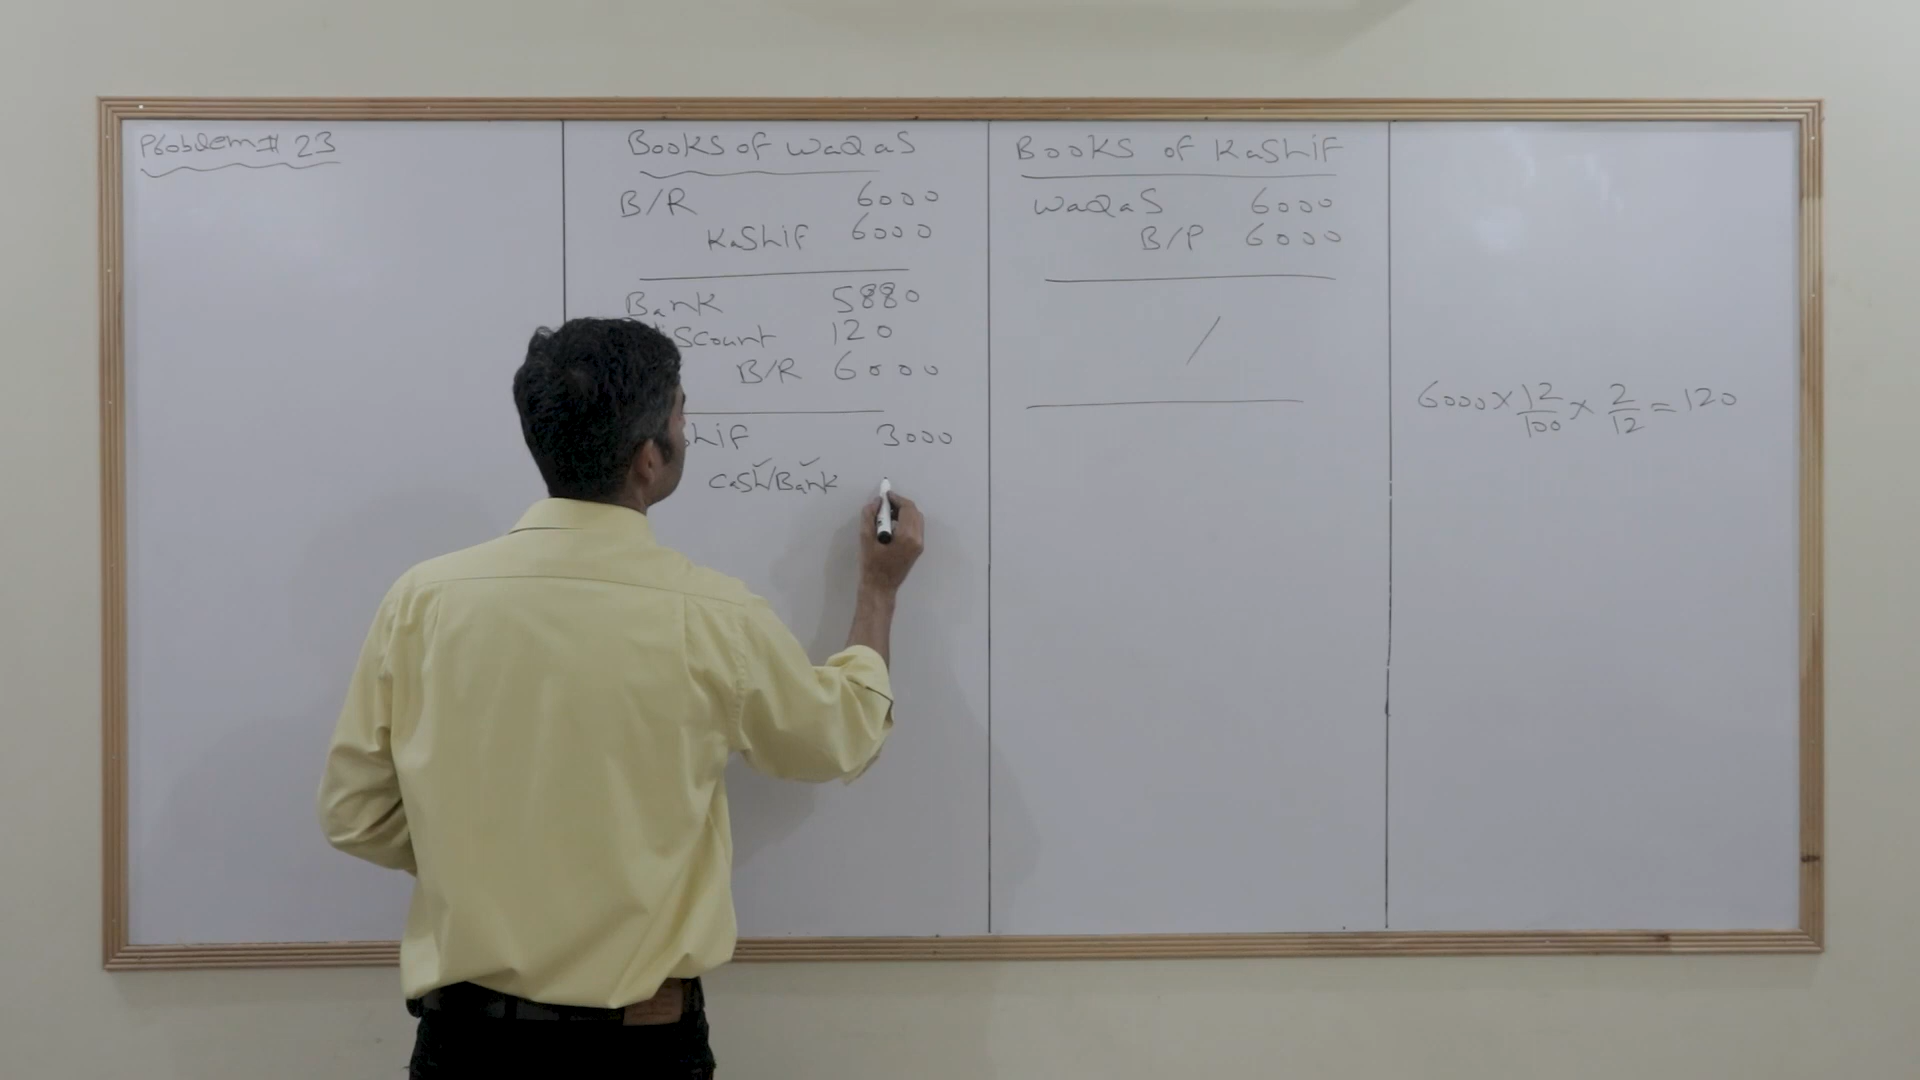 Problem # 23
Books of WaQaS
B/R 6000
KaShif 6000
Bank 5880
120
B/R 6000
3000
Cash/Bank
Books of KaShif
WaQaS 6000
B/P 6000
/
6000 × 12/100 × 2/12 = 120